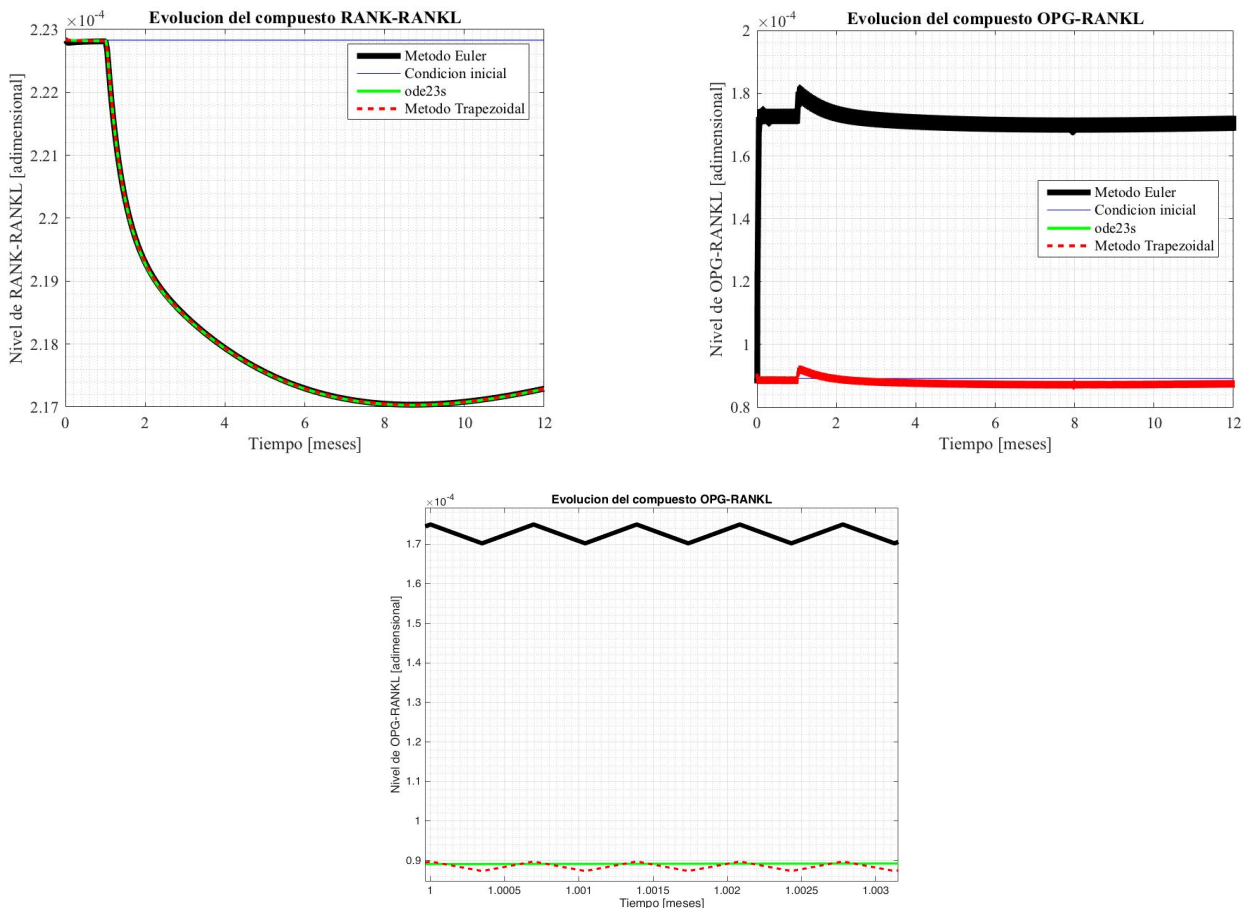 Evolucion del compuesto RANK-RANKL
×10⁻⁴
Nivel de RANK-RANKL [adimensional]
2.23
2.22
2.21
2.2
2.19
2.18
2.17
0 2 4 6 8 10 12
Tiempo [meses]
Metodo Euler
Condicion inicial
ode23s
Metodo Trapezoidal
Evolucion del compuesto OPG-RANKL
×10⁻⁴
Nivel de OPG-RANKL [adimensional]
2
1.8
1.6
1.4
1.2
1
0.8
0 2 4 6 8 10 12
Tiempo [meses]
Metodo Euler
Condicion inicial
ode23s
Metodo Trapezoidal
Evolucion del compuesto OPG-RANKL
×10⁻⁴
Nivel de OPG-RANKL [adimensional]
1.7
1.6
1.5
1.4
1.3
1.2
1.1
1
0.9
1 1.0005 1.001 1.0015 1.002 1.0025 1.003
Tiempo [meses]